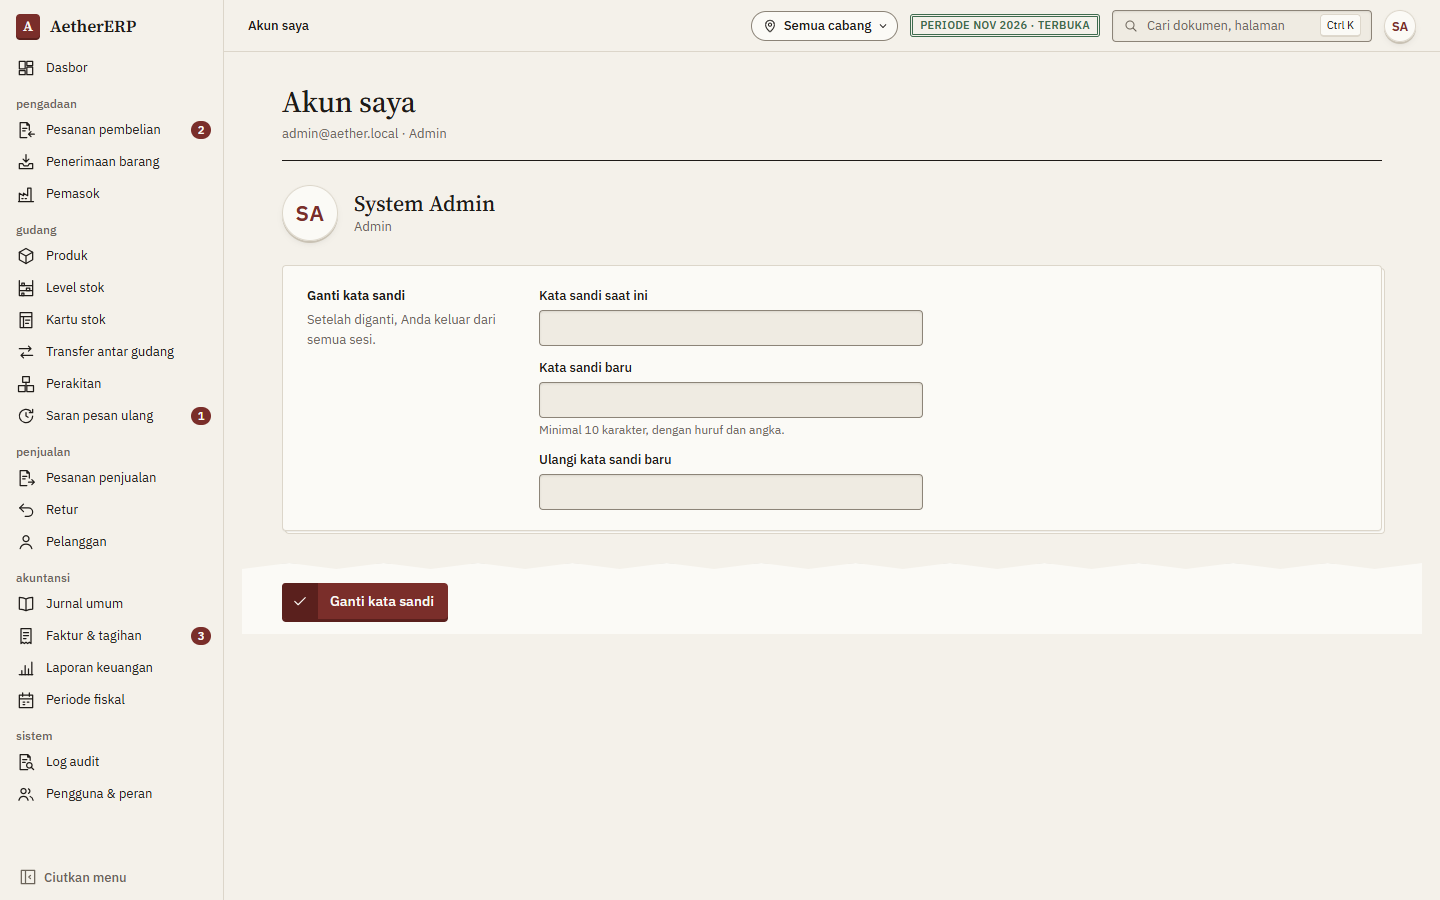 A AetherERP
Akun saya
Semua cabang
PERIODE NOV 2026 · TERBUKA
Cari dokumen, halaman
Ctrl K
SA
Dasbor
pengadaan
Pesanan pembelian 2
Penerimaan barang
Pemasok
gudang
Produk
Level stok
Kartu stok
Transfer antar gudang
Perakitan
Saran pesan ulang 1
penjualan
Pesanan penjualan
Retur
Pelanggan
akuntansi
Jurnal umum
Faktur & tagihan 3
Laporan keuangan
Periode fiskal
sistem
Log audit
Pengguna & peran
Ciutkan menu
Akun saya
admin@aether.local · Admin
SA
System Admin
Admin
Ganti kata sandi
Setelah diganti, Anda keluar dari
semua sesi.
Kata sandi saat ini
Kata sandi baru
Minimal 10 karakter, dengan huruf dan angka.
Ulangi kata sandi baru
Ganti kata sandi